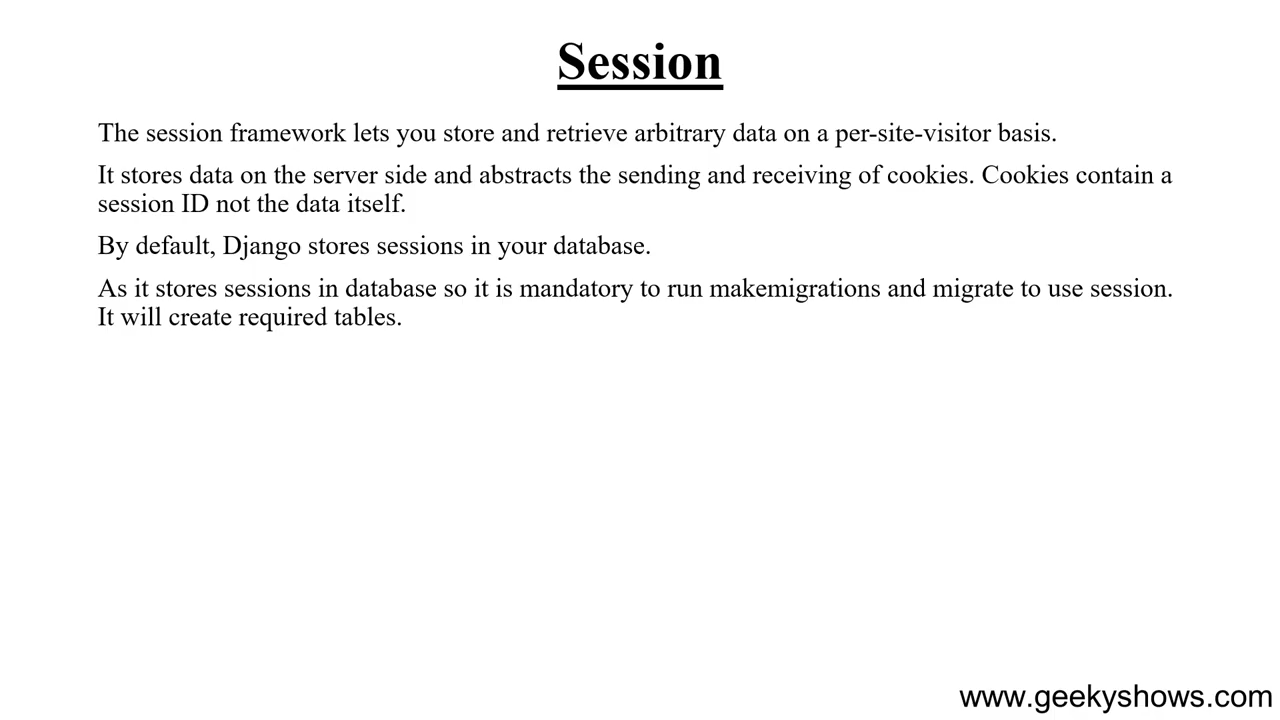 Session
The session framework lets you store and retrieve arbitrary data on a per-site-visitor basis.
It stores data on the server side and abstracts the sending and receiving of cookies. Cookies contain a
session ID not the data itself.
By default, Django stores sessions in your database.
As it stores sessions in database so it is mandatory to run makemigrations and migrate to use session.
It will create required tables.
www.geekyshows.com